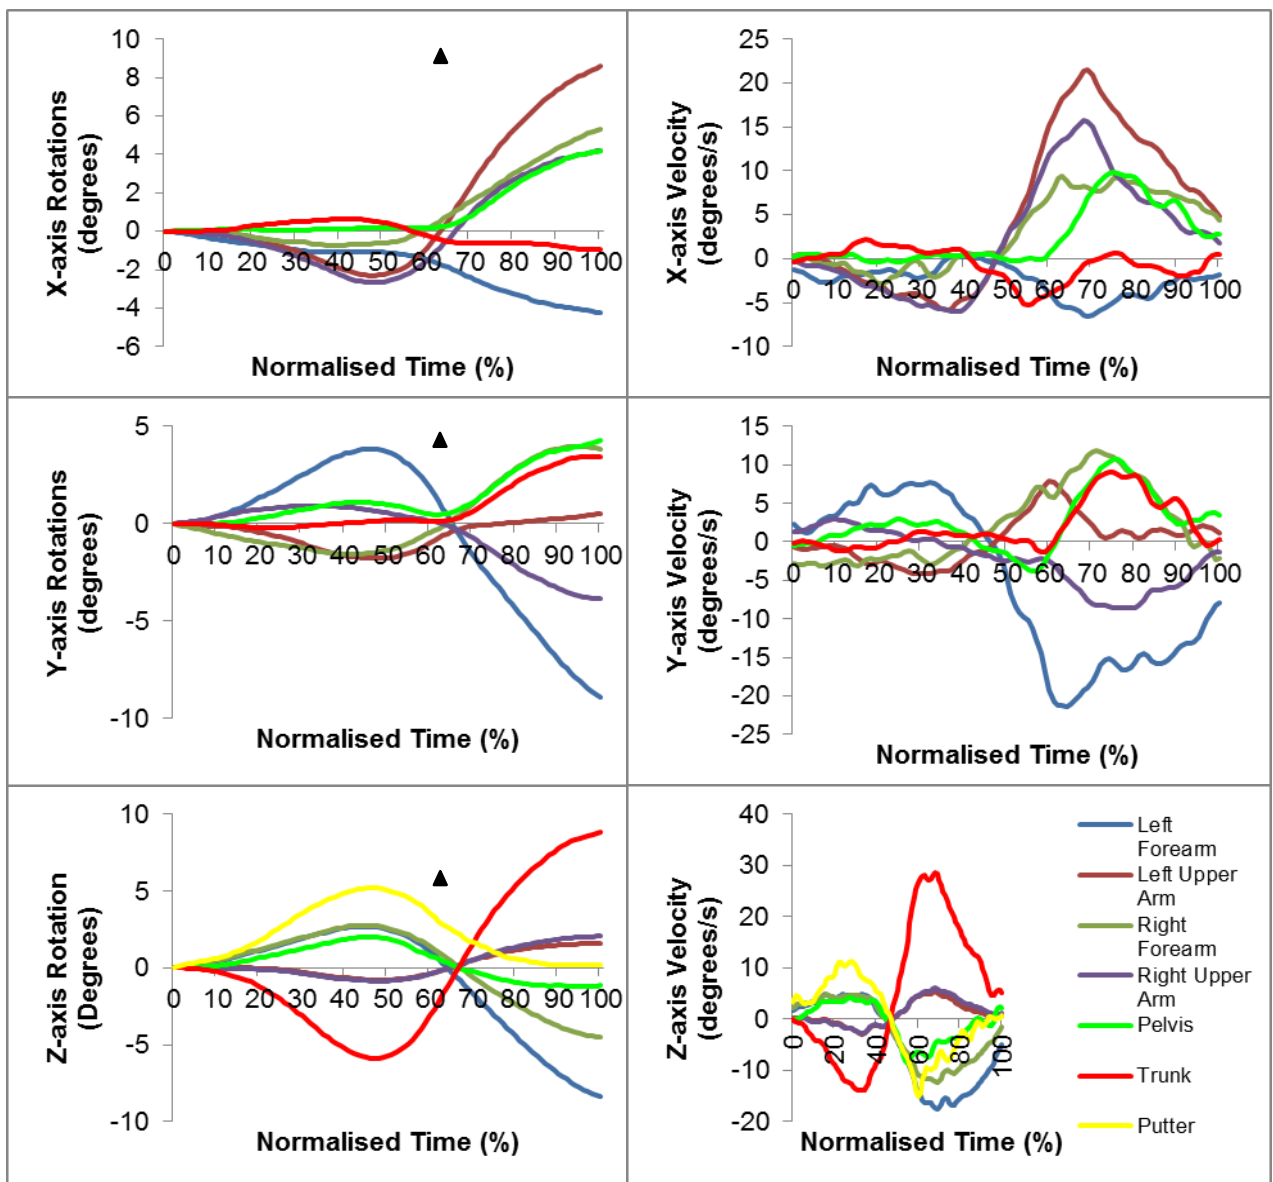 X-axis Rotations
(degrees)
10
8
6
4
2
0
-2
-4
-6
0 10 20 30 40 50 60 70 80 90 100
Normalised Time (%)
X-axis Velocity
(degrees/s)
25
20
15
10
5
0
-5
-10
0 10 20 30 40 50 60 70 80 90 100
Normalised Time (%)
Y-axis Rotations
(degrees)
5
0
-5
-10
0 10 20 30 40 50 60 70 80 90 100
Normalised Time (%)
Y-axis Velocity
(degrees/s)
15
10
5
0
-5
-10
-15
-20
-25
0 10 20 30 40 50 60 70 80 90 100
Normalised Time (%)
Z-axis Rotation
(Degrees)
10
5
0
-5
-10
0 10 20 30 40 50 60 70 80 90 100
Normalised Time (%)
Z-axis Velocity
(degrees/s)
40
30
20
10
0
-10
-20
0 20 40 60 80 100
Normalised Time (%)
Left
Forearm
Left Upper
Arm
Right
Forearm
Right Upper
Arm
Pelvis
Trunk
Putter